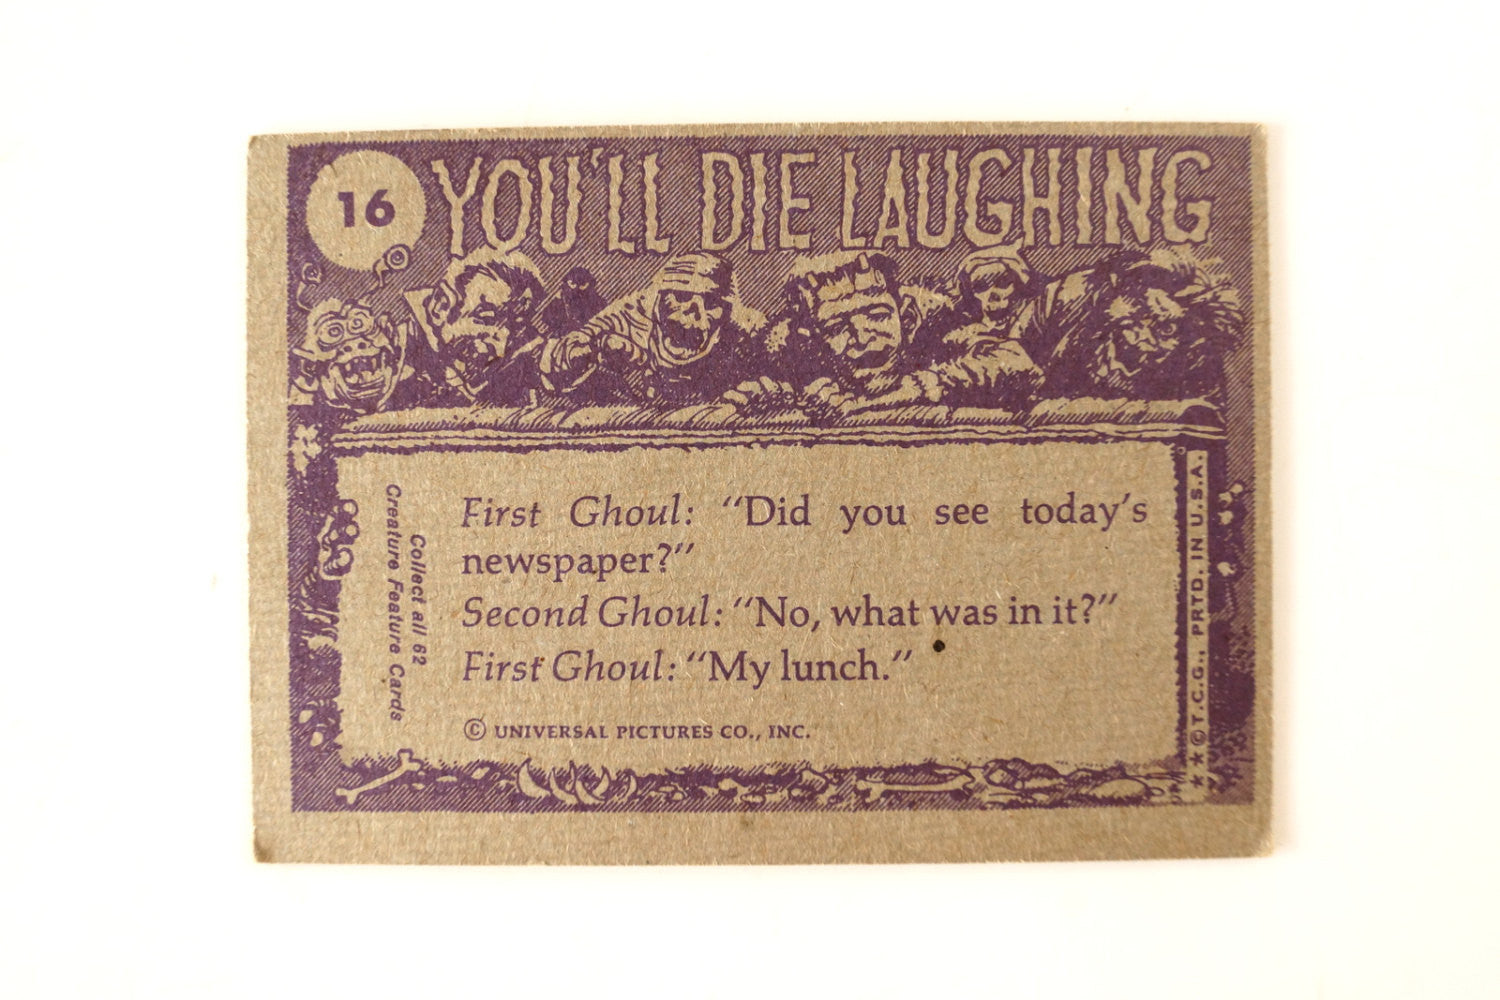 16
YOU'LL DIE LAUGHING
First Ghoul: "Did you see today's
newspaper?"
Second Ghoul: "No, what was in it?"
First Ghoul: "My lunch."
© UNIVERSAL PICTURES CO., INC.
Collect all 62
Creature Feature Cards
★★©T.C.G., PRTD. IN U.S.A.